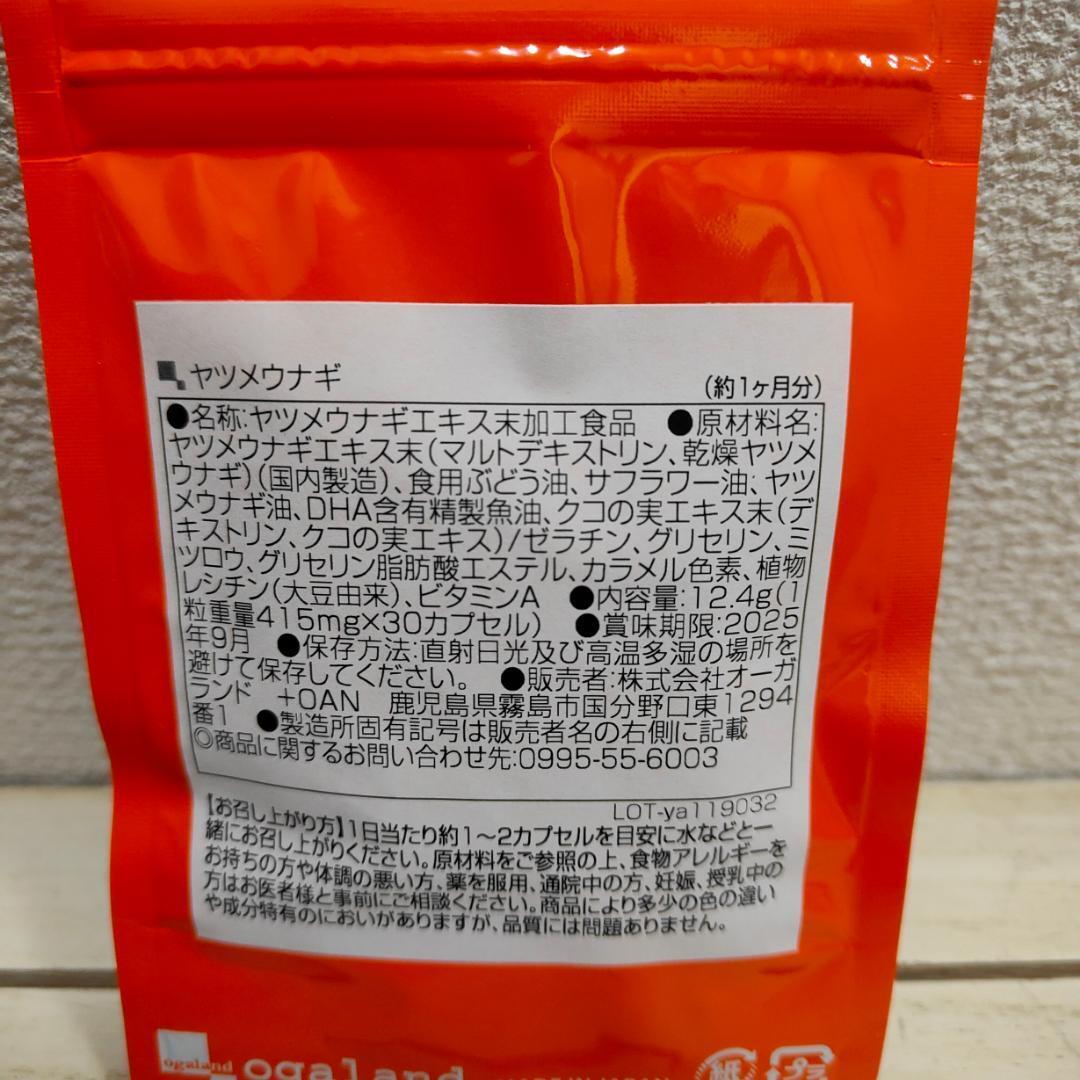 ヤツメウナギ
(約1ヶ月分)
●名称:ヤツメウナギエキス末加工食品 ●原材料名:
ヤツメウナギエキス末(マルトデキストリン、乾燥ヤツメ
ウナギ)(国内製造)、食用ぶどう油、サフラワー油、ヤツ
メウナギ油、DHA含有精製魚油、クコの実エキス末(デ
キストリン、クコの実エキス)/ゼラチン、グリセリン、ミ
ツロウ、グリセリン脂肪酸エステル、カラメル色素、植物
レシチン(大豆由来)、ビタミンA ●内容量:12.4g(1
粒重量415mg×30カプセル) ●賞味期限:2025
年9月 ●保存方法:直射日光及び高温多湿の場所を
避けて保存してください。 ●販売者:株式会社オーガ
ランド +OAN 鹿児島県霧島市国分野口東1294
番1 ●製造所固有記号は販売者名の右側に記載
◎商品に関するお問い合わせ先:0995-55-6003
LOT-ya119032
【お召し上がり方】1日当たり約1～2カプセルを目安に水などと一
緒にお召し上がりください。原材料をご参照の上、食物アレルギーを
お持ちの方や体調の悪い方、薬を服用、通院中の方、妊娠、授乳中の
方はお医者様と事前にご相談ください。商品により多少の色の違い
や成分特有のにおいがありますが、品質には問題ありません。
ogaland ogaland
紙 プラ